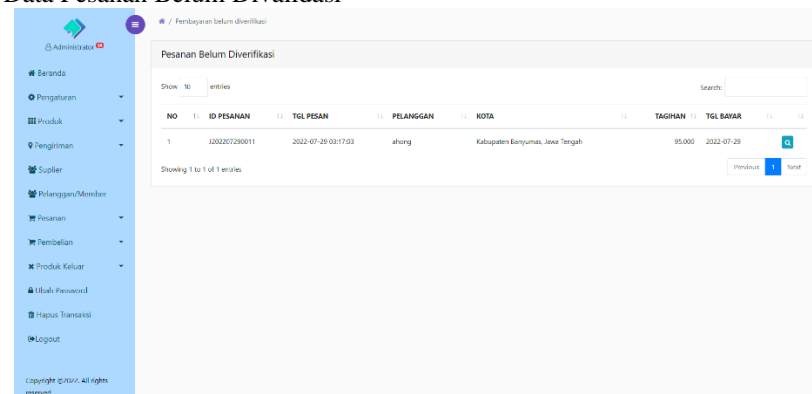 Data Pesanan Belum Divalidasi
/ Pembayaran belum diverifikasi
Administrator
Pesanan Belum Diverifikasi
Beranda
Show 10 entries
Search:
Pengaturan
NO ID PESANAN TGL PESAN PELANGGAN KOTA TAGIHAN TGL BAYAR
Produk
1 J202207290011 2022-07-29 03:17:03 ahong Kabupaten Banyumas, Jawa Tengah 95.000 2022-07-29
Pengiriman
Showing 1 to 1 of 1 entries
Previous 1 Next
Suplier
Pelanggan/Member
Pesanan
Pembelian
Produk Keluar
Ubah Password
Hapus Transaksi
Logout
Copyright ©2022. All rights
reserved